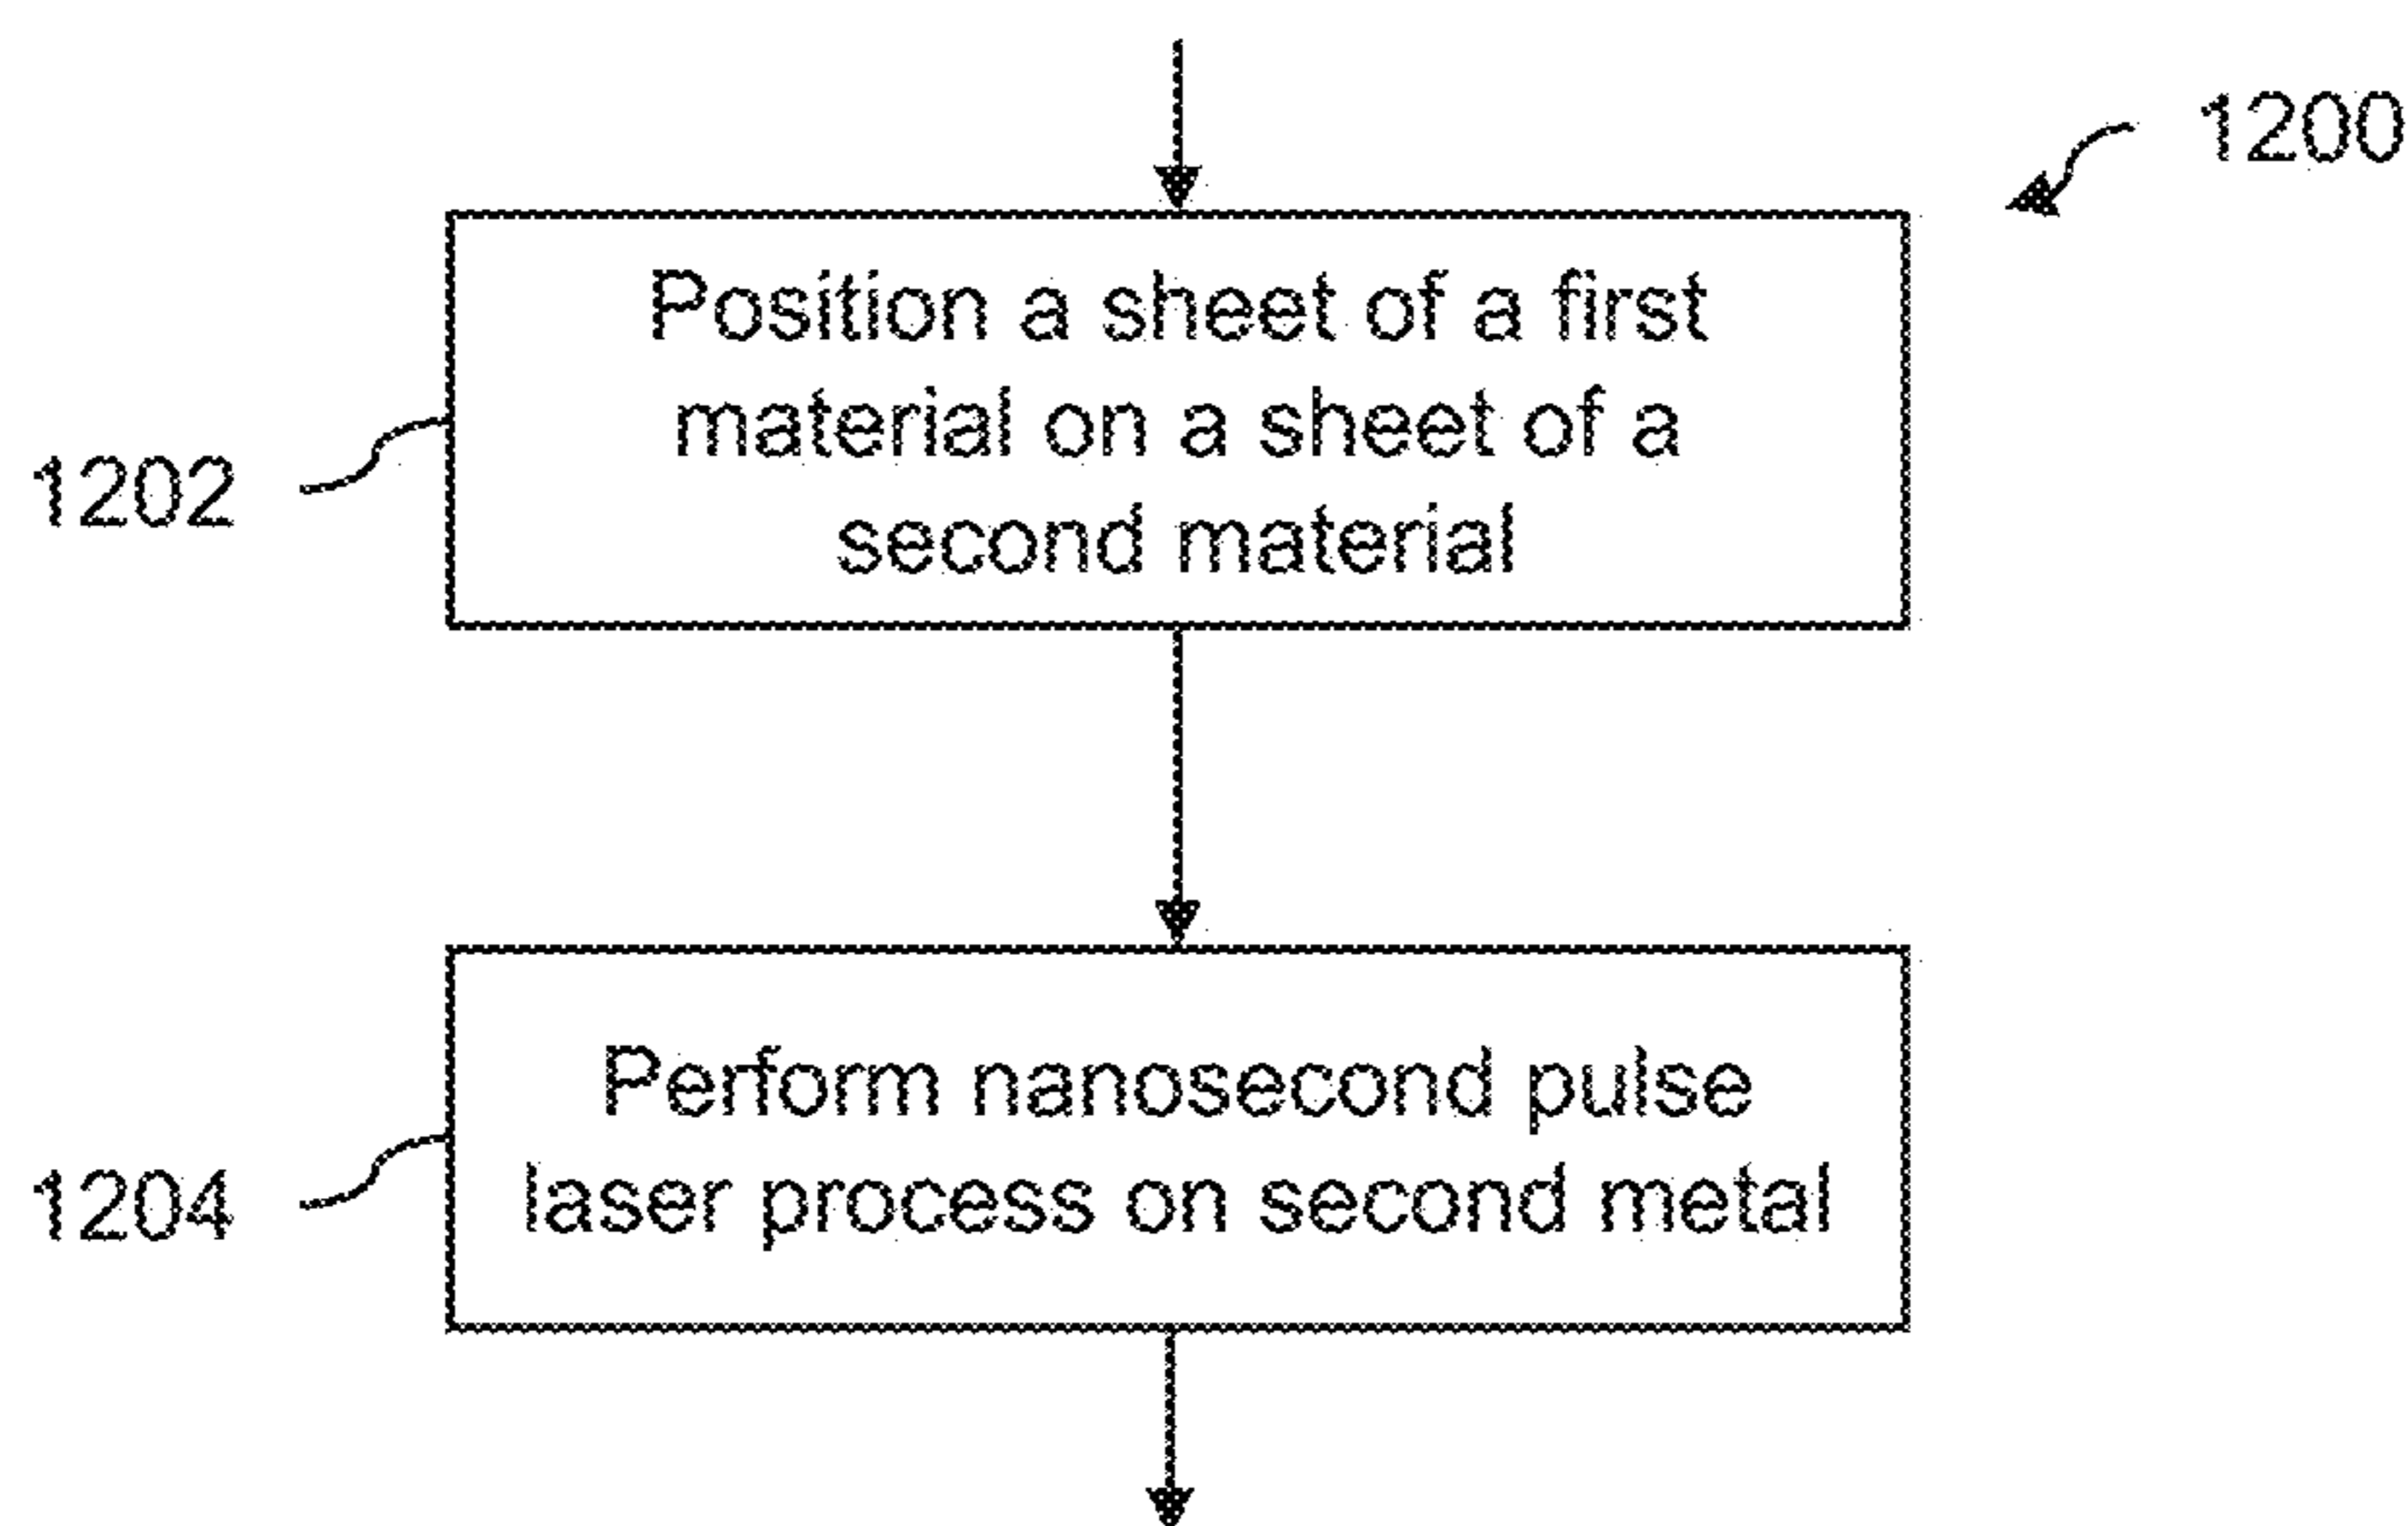 1200
Position a sheet of a first
material on a sheet of a
second material
1202
Perform nanosecond pulse
laser process on second metal
1204